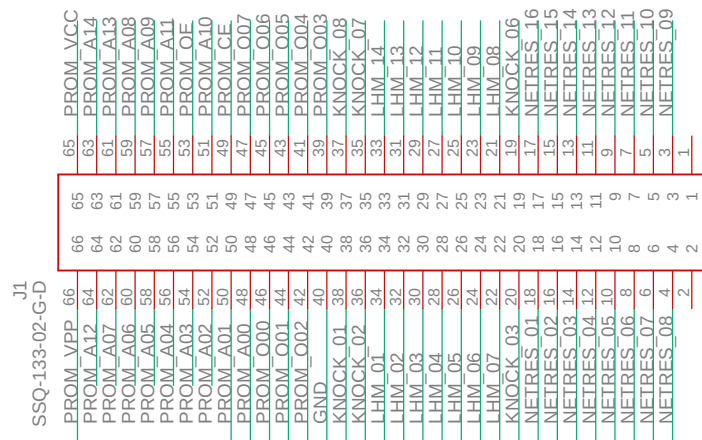 PROM_VCC
PROM_A14
PROM_A13
PROM_A08
PROM_A09
PROM_A11
PROM_OE
PROM_A10
PROM_CE
PROM_O07
PROM_O06
PROM_O05
PROM_O04
PROM_O03
KNOCK_08
KNOCK_07
LHM_14
LHM_13
LHM_12
LHM_11
LHM_10
LHM_09
LHM_08
KNOCK_06
NETRES_16
NETRES_15
NETRES_14
NETRES_13
NETRES_12
NETRES_11
NETRES_10
NETRES_09
65 63 61 59 57 55 53 51 49 47 45 43 41 39 37 35 33 31 29 27 25 23 21 19 17 15 13 11 9 7 5 3 1
65 63 61 59 57 55 53 51 49 47 45 43 41 39 37 35 33 31 29 27 25 23 21 19 17 15 13 11 9 7 5 3 1
66 64 62 60 58 56 54 52 50 48 46 44 42 40 38 36 34 32 30 28 26 24 22 20 18 16 14 12 10 8 6 4 2
J1
SSQ-133-02-G-D
66 64 62 60 58 56 54 52 50 48 46 44 42 40 38 36 34 32 30 28 26 24 22 20 18 16 14 12 10 8 6 4 2
PROM_VPP
PROM_A12
PROM_A07
PROM_A06
PROM_A05
PROM_A04
PROM_A03
PROM_A02
PROM_A01
PROM_A00
PROM_O00
PROM_O01
PROM_O02
GND
KNOCK_01
KNOCK_02
LHM_01
LHM_02
LHM_03
LHM_04
LHM_05
LHM_06
LHM_07
KNOCK_03
NETRES_01
NETRES_02
NETRES_03
NETRES_04
NETRES_05
NETRES_06
NETRES_07
NETRES_08